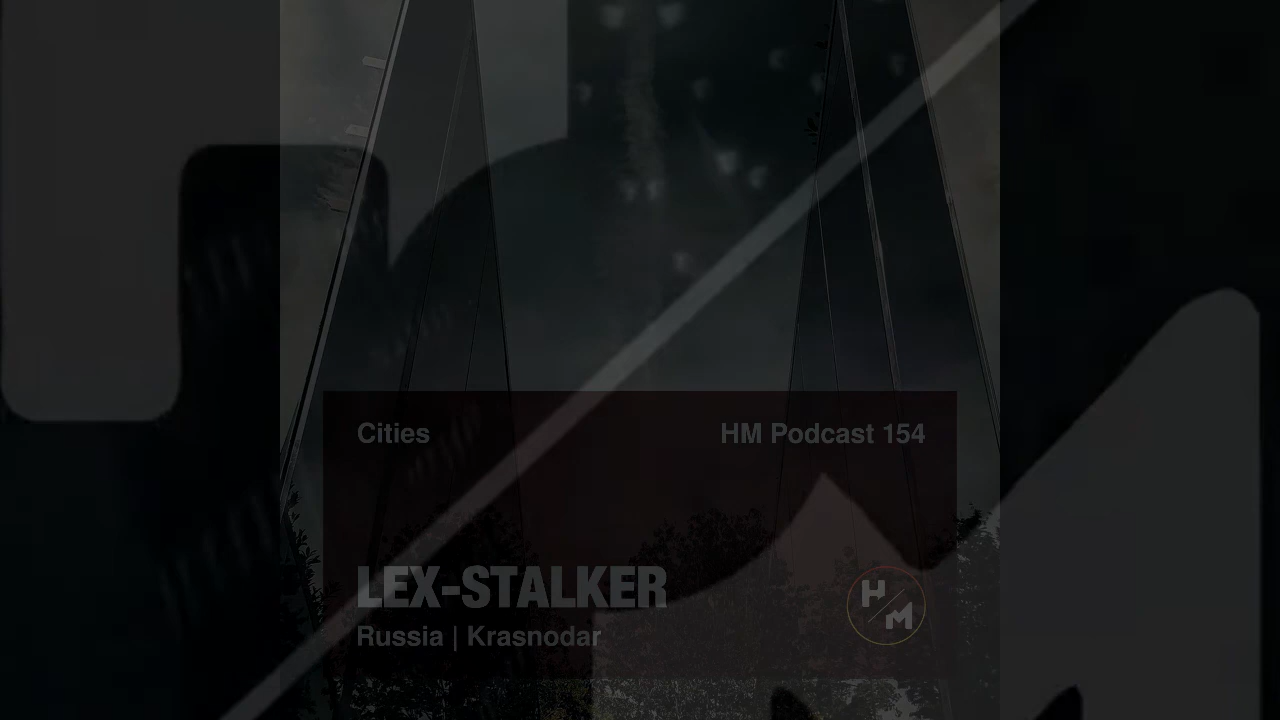 Cities
HM Podcast 154
LEX-STALKER
Russia | Krasnodar
H/M